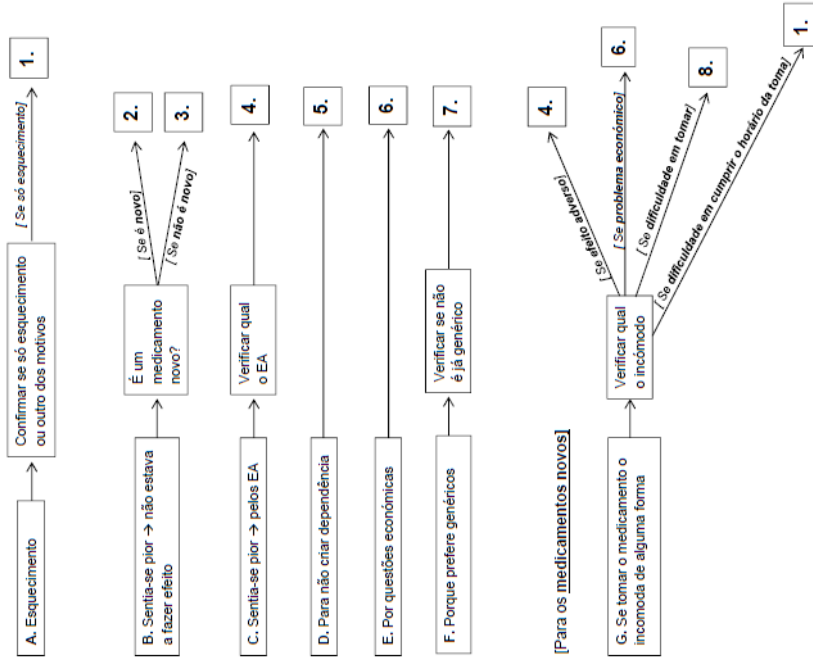 A. Esquecimento
Confirmar se só esquecimento
ou outro dos motivos
[ Se só esquecimento]
1.
B. Sentia-se pior → não estava
a fazer efeito
É um
medicamento
novo?
[ Se é novo]
2.
[ Se não é novo]
3.
C. Sentia-se pior → pelos EA
Verificar qual
o EA
4.
D. Para não criar dependência
5.
E. Por questões económicas
6.
F. Porque prefere genéricos
Verificar se não
é já genérico
7.
[Para os medicamentos novos]
G. Se tomar o medicamento o
incomoda de alguma forma
Verificar qual
o incómodo
[ Se efeito adverso]
4.
[ Se problema económico]
6.
[ Se dificuldade em tomar]
8.
[ Se dificuldade em cumprir o horário da toma]
1.